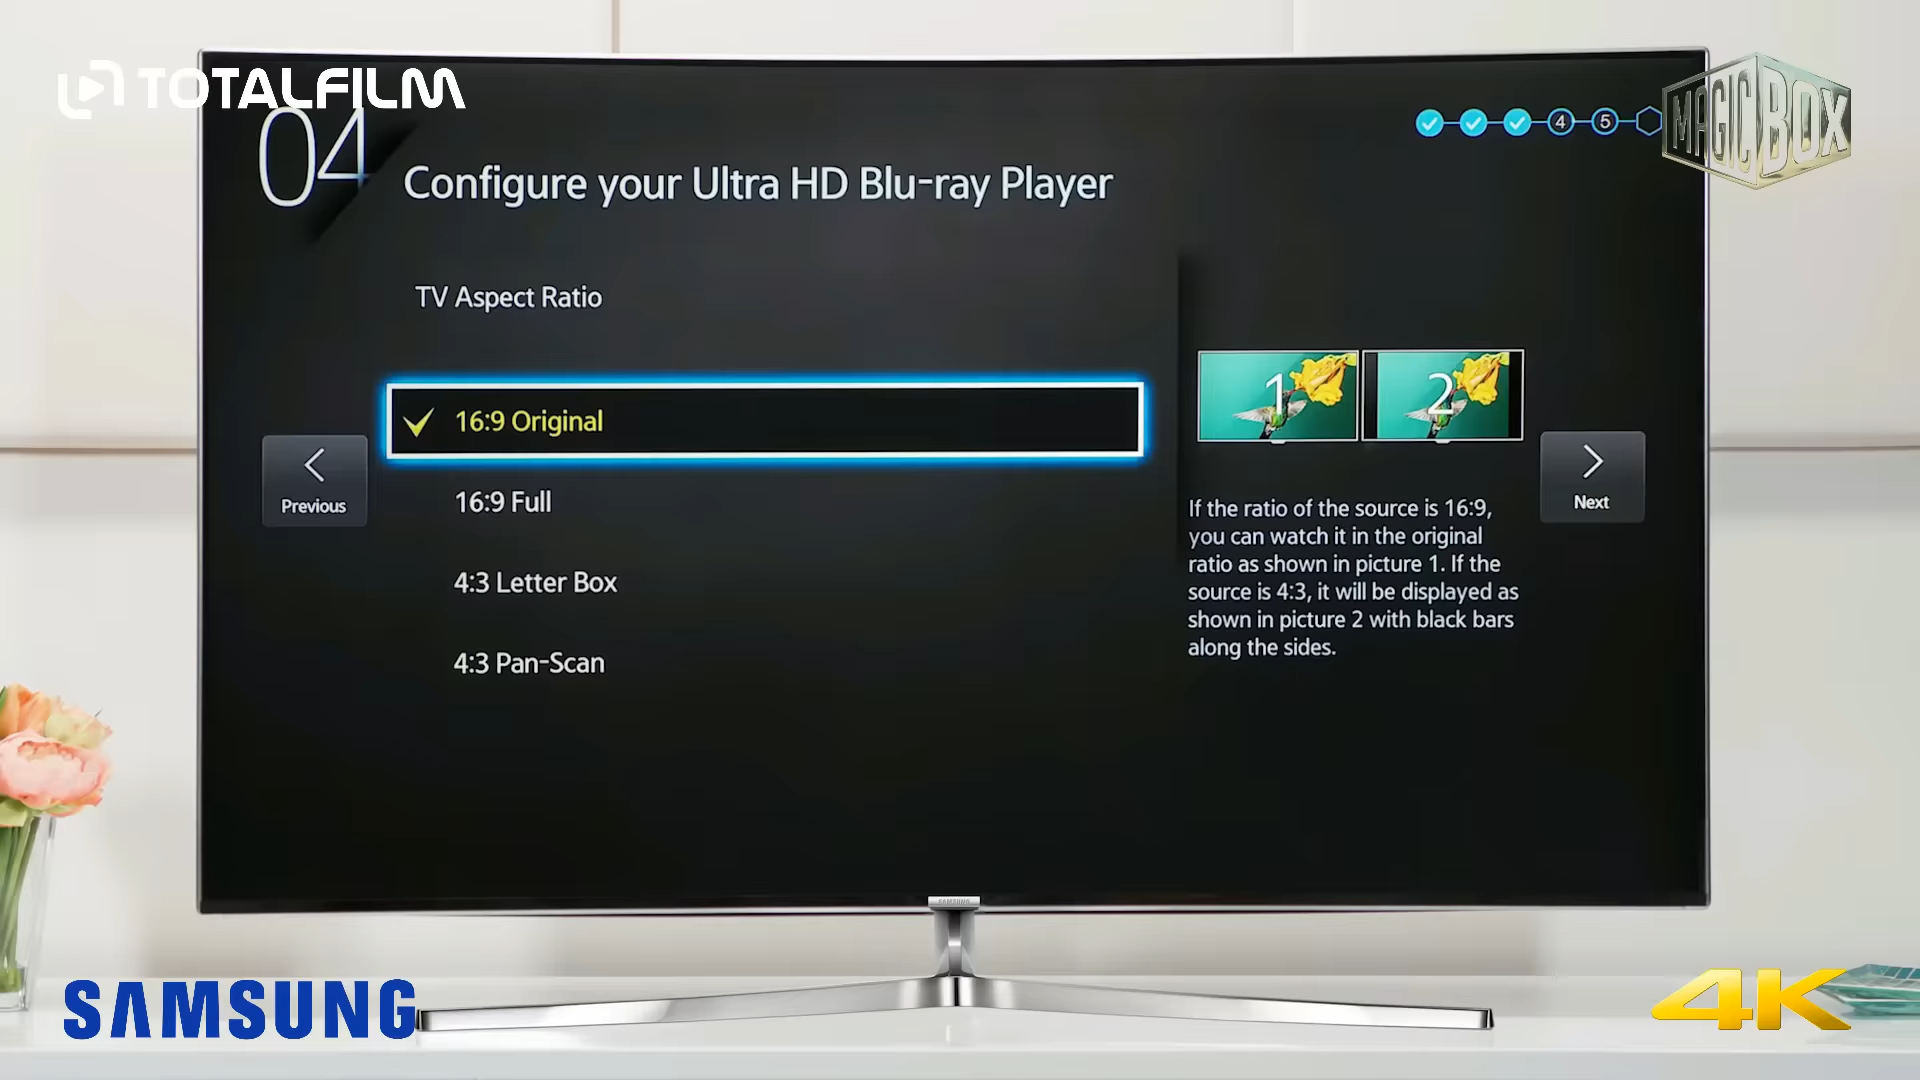 TOTALFILM
MAGIC BOX
04
4
5
Configure your Ultra HD Blu-ray Player
TV Aspect Ratio
16:9 Original
16:9 Full
4:3 Letter Box
4:3 Pan-Scan
Previous
1
2
If the ratio of the source is 16:9,
you can watch it in the original
ratio as shown in picture 1. If the
source is 4:3, it will be displayed as
shown in picture 2 with black bars
along the sides.
Next
SAMSUNG
SAMSUNG
4K